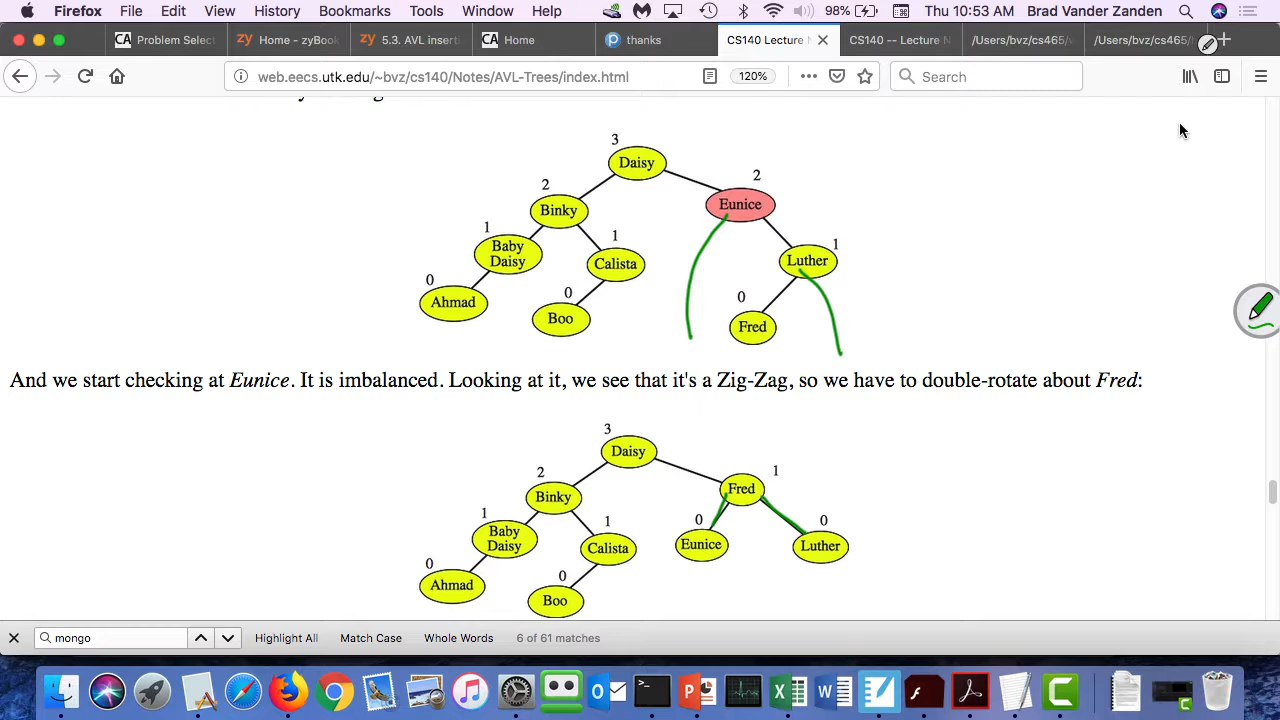 Firefox File Edit View History Bookmarks Tools Window Help 98% Thu 10:53 AM Brad Vander Zanden
CA Problem Select zy Home - zyBook zy 5.3. AVL inserti CA Home thanks CS140 Lecture N CS140 -- Lecture N /Users/bvz/cs465/ /Users/bvz/cs465/
web.eecs.utk.edu/~bvz/cs140/Notes/AVL-Trees/index.html 120% Search
3
Daisy
2 2
Binky Eunice
1 1 1
Baby Daisy Calista Luther
0 0 0
Ahmad Boo Fred
And we start checking at Eunice. It is imbalanced. Looking at it, we see that it's a Zig-Zag, so we have to double-rotate about Fred:
3
Daisy
2 1
Binky Fred
1 1 0 0
Baby Daisy Calista Eunice Luther
0 0
Ahmad Boo
mongo Highlight All Match Case Whole Words 6 of 61 matches